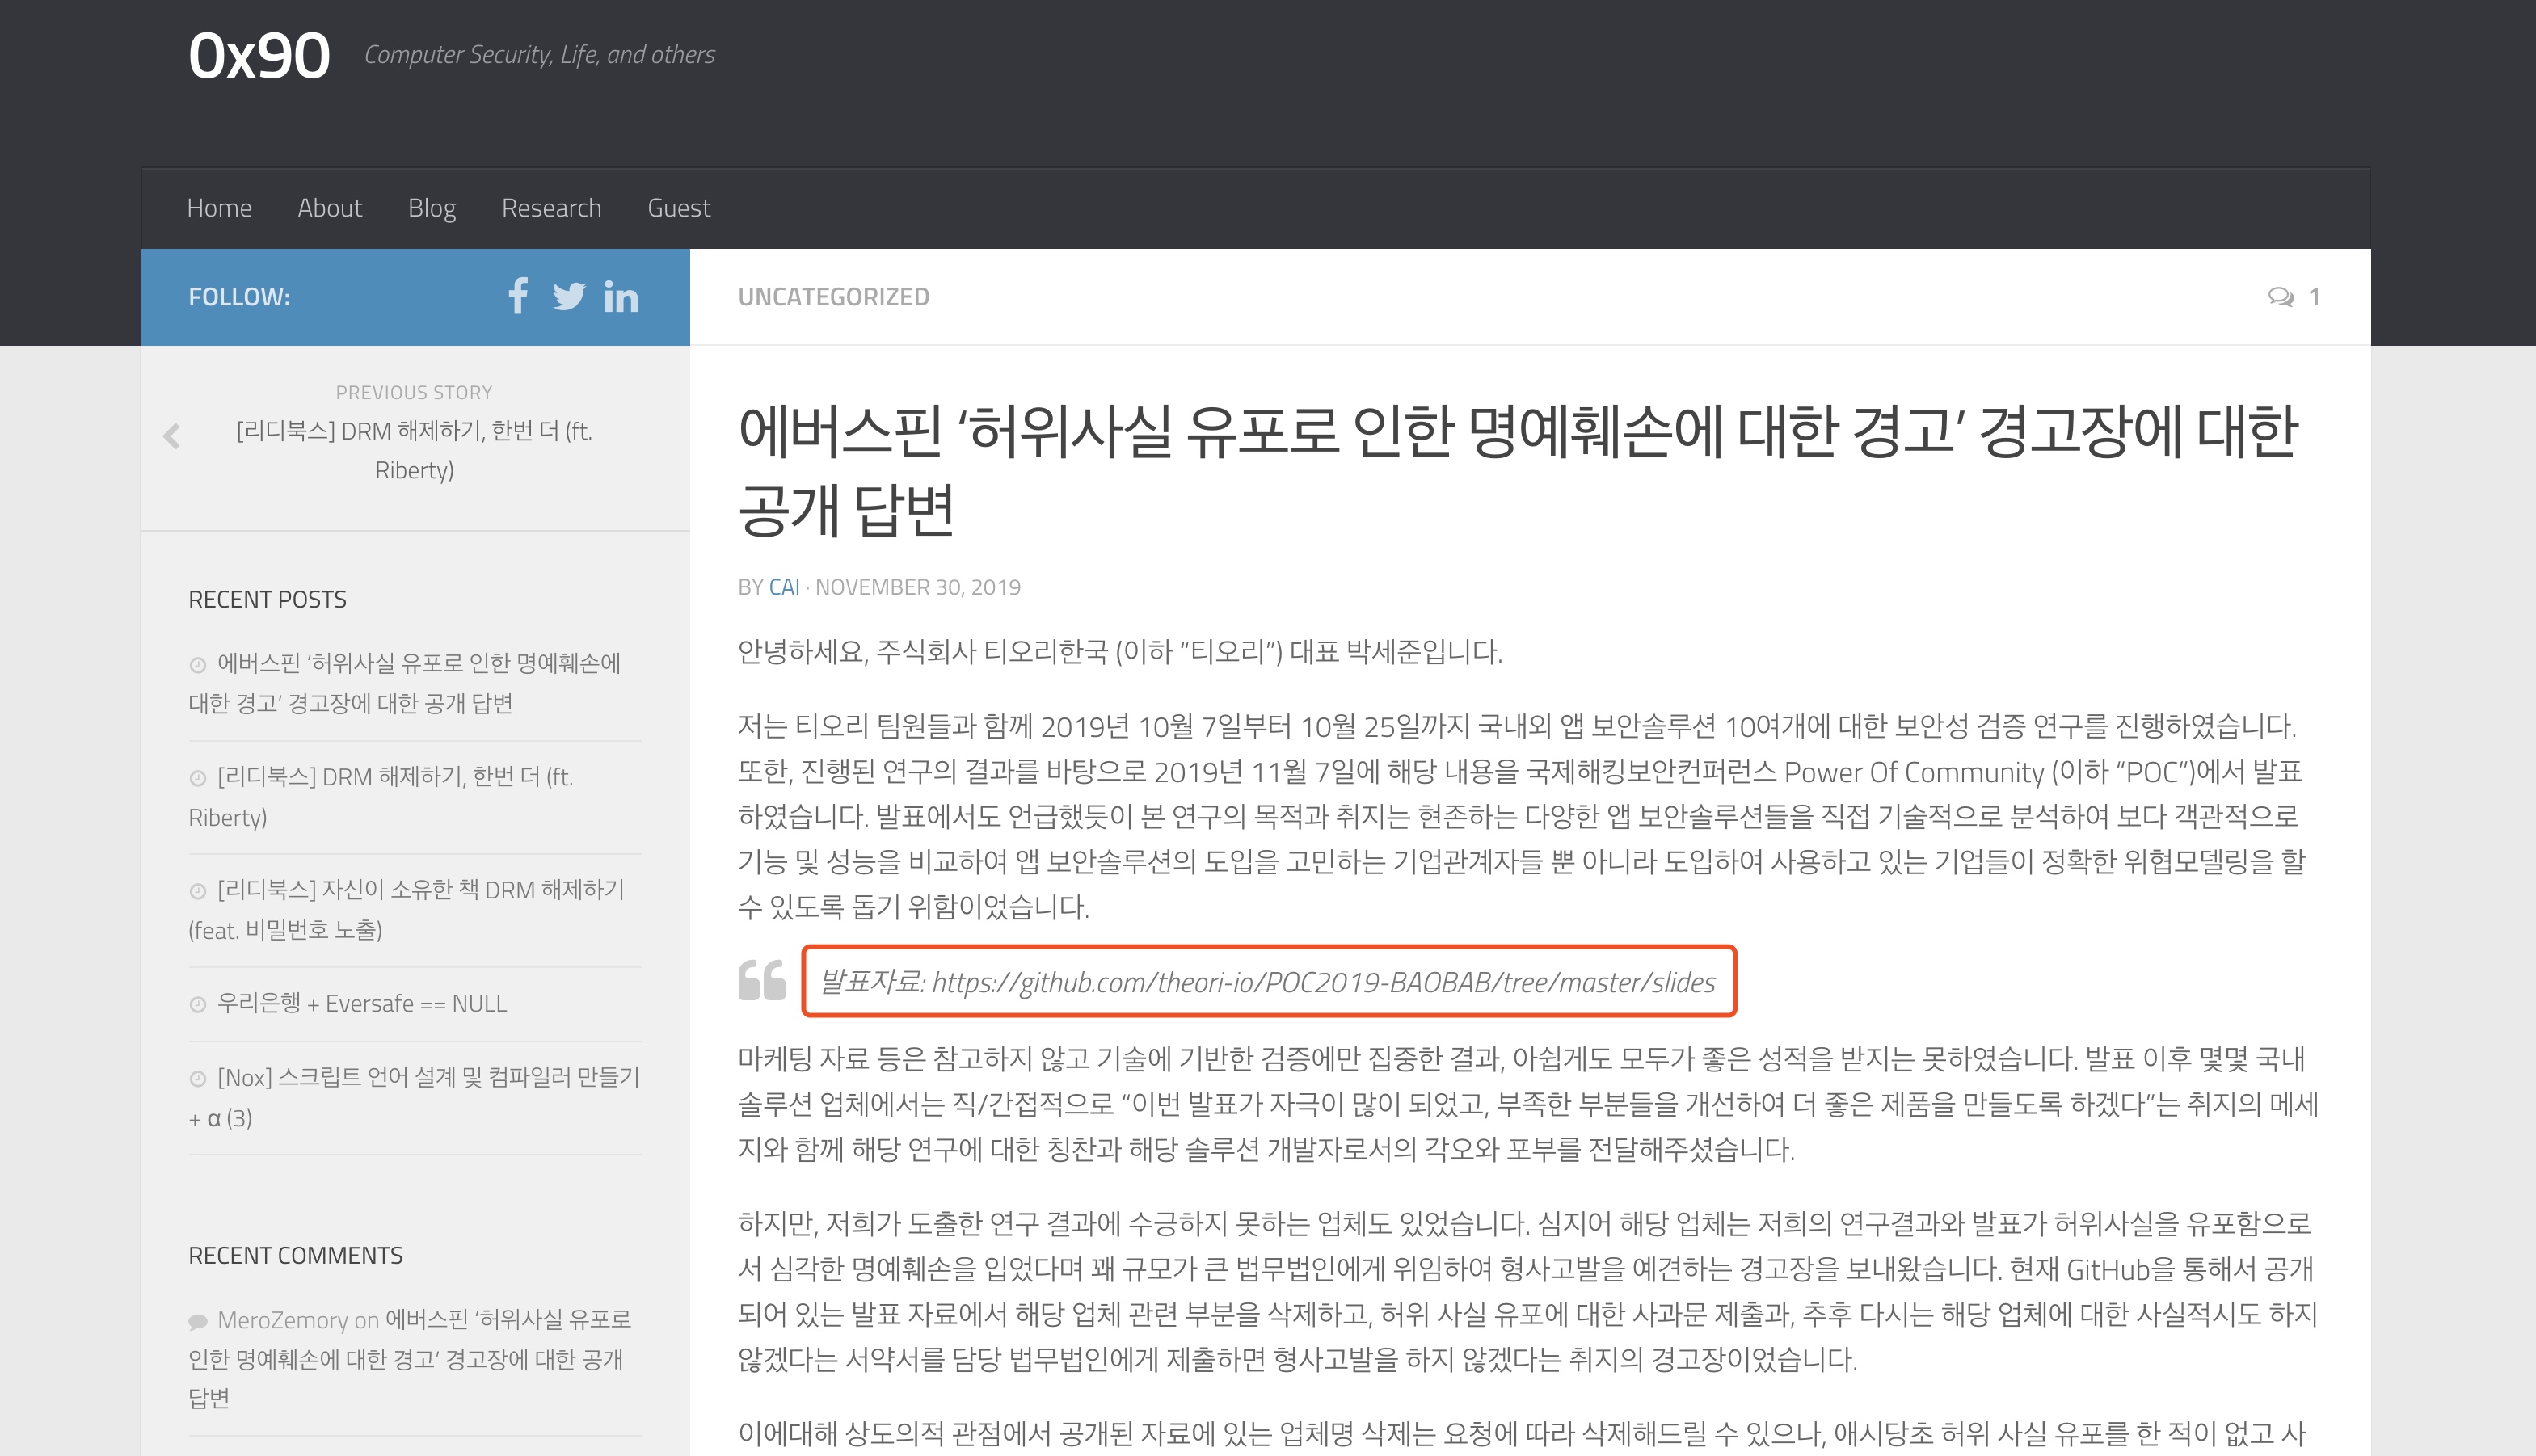 0x90
Computer Security, Life, and others
Home
About
Blog
Research
Guest
FOLLOW:
PREVIOUS STORY
[리디북스] DRM 해제하기, 한번 더 (ft.
Riberty)
RECENT POSTS
에버스핀 ‘허위사실 유포로 인한 명예훼손에
대한 경고’ 경고장에 대한 공개 답변
[리디북스] DRM 해제하기, 한번 더 (ft.
Riberty)
[리디북스] 자신이 소유한 책 DRM 해제하기
(feat. 비밀번호 노출)
우리은행 + Eversafe == NULL
[Nox] 스크립트 언어 설계 및 컴파일러 만들기
+ α (3)
RECENT COMMENTS
MeroZemory on 에버스핀 ‘허위사실 유포로
인한 명예훼손에 대한 경고’ 경고장에 대한 공개
답변
UNCATEGORIZED
1
에버스핀 ‘허위사실 유포로 인한 명예훼손에 대한 경고’ 경고장에 대한
공개 답변
BY CAI · NOVEMBER 30, 2019
안녕하세요, 주식회사 티오리한국 (이하 “티오리”) 대표 박세준입니다.
저는 티오리 팀원들과 함께 2019년 10월 7일부터 10월 25일까지 국내외 앱 보안솔루션 10여개에 대한 보안성 검증 연구를 진행하였습니다.
또한, 진행된 연구의 결과를 바탕으로 2019년 11월 7일에 해당 내용을 국제해킹보안컨퍼런스 Power Of Community (이하 “POC”)에서 발표
하였습니다. 발표에서도 언급했듯이 본 연구의 목적과 취지는 현존하는 다양한 앱 보안솔루션들을 직접 기술적으로 분석하여 보다 객관적으로
기능 및 성능을 비교하여 앱 보안솔루션의 도입을 고민하는 기업관계자들 뿐 아니라 도입하여 사용하고 있는 기업들이 정확한 위협모델링을 할
수 있도록 돕기 위함이었습니다.
발표자료: https://github.com/theori-io/POC2019-BAOBAB/tree/master/slides
마케팅 자료 등은 참고하지 않고 기술에 기반한 검증에만 집중한 결과, 아쉽게도 모두가 좋은 성적을 받지는 못하였습니다. 발표 이후 몇몇 국내
솔루션 업체에서는 직/간접적으로 “이번 발표가 자극이 많이 되었고, 부족한 부분들을 개선하여 더 좋은 제품을 만들도록 하겠다”는 취지의 메세
지와 함께 해당 연구에 대한 칭찬과 해당 솔루션 개발자로서의 각오와 포부를 전달해주셨습니다.
하지만, 저희가 도출한 연구 결과에 수긍하지 못하는 업체도 있었습니다. 심지어 해당 업체는 저희의 연구결과와 발표가 허위사실을 유포함으로
서 심각한 명예훼손을 입었다며 꽤 규모가 큰 법무법인에게 위임하여 형사고발을 예견하는 경고장을 보내왔습니다. 현재 GitHub을 통해서 공개
되어 있는 발표 자료에서 해당 업체 관련 부분을 삭제하고, 허위 사실 유포에 대한 사과문 제출과, 추후 다시는 해당 업체에 대한 사실적시도 하지
않겠다는 서약서를 담당 법무법인에게 제출하면 형사고발을 하지 않겠다는 취지의 경고장이었습니다.
이에대해 상도의적 관점에서 공개된 자료에 있는 업체명 삭제는 요청에 따라 삭제해드릴 수 있으나, 애시당초 허위 사실 유포를 한 적이 없고 사